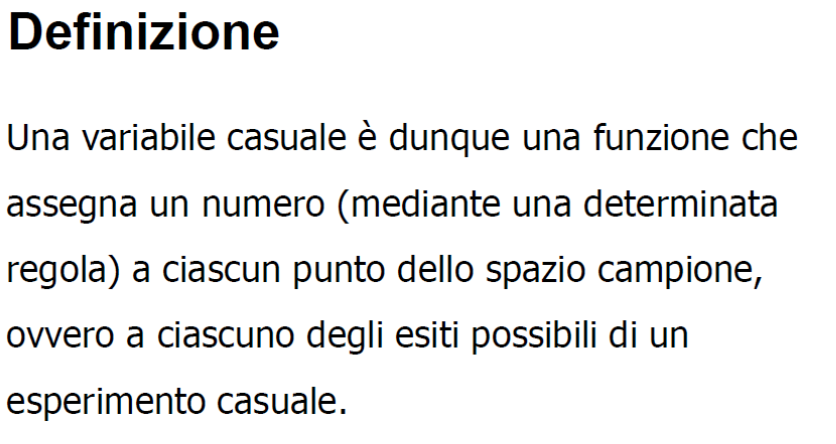 Definizione
Una variabile casuale è dunque una funzione che
assegna un numero (mediante una determinata
regola) a ciascun punto dello spazio campione,
ovvero a ciascuno degli esiti possibili di un
esperimento casuale.